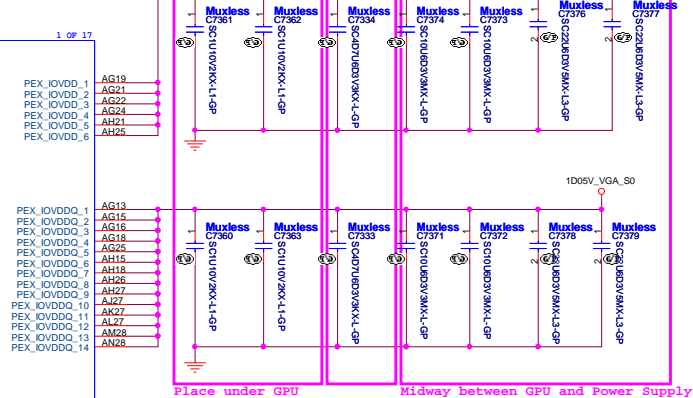 Muxless
C7361
SC1U10V2KX-L1-GP
Muxless
C7362
SC1U10V2KX-L1-GP
Muxless
C7334
SC4D7U6D3V3KX-L-GP
Muxless
C7374
SC10U6D3V3MX-L-GP
Muxless
C7373
SC10U6D3V3MX-L-GP
Muxless
C7376
SC22U6D3V5MX-L3-GP
Muxless
C7377
SC22U6D3V5MX-L3-GP
1 OF 17
PEX_IOVDD_1 AG19
PEX_IOVDD_2 AG21
PEX_IOVDD_3 AG22
PEX_IOVDD_4 AG24
PEX_IOVDD_5 AH21
PEX_IOVDD_6 AH25
1D05V_VGA_S0
PEX_IOVDDQ_1 AG13
PEX_IOVDDQ_2 AG15
PEX_IOVDDQ_3 AG16
PEX_IOVDDQ_4 AG18
PEX_IOVDDQ_5 AG25
PEX_IOVDDQ_6 AH15
PEX_IOVDDQ_7 AH18
PEX_IOVDDQ_8 AH26
PEX_IOVDDQ_9 AH27
PEX_IOVDDQ_10 AJ27
PEX_IOVDDQ_11 AK27
PEX_IOVDDQ_12 AL27
PEX_IOVDDQ_13 AM28
PEX_IOVDDQ_14 AN28
Muxless
C7360
SC1U10V2KX-L1-GP
Muxless
C7363
SC1U10V2KX-L1-GP
Muxless
C7333
SC4D7U6D3V3KX-L-GP
Muxless
C7371
SC10U6D3V3MX-L-GP
Muxless
C7372
SC10U6D3V3MX-L-GP
Muxless
C7378
SC22U6D3V5MX-L3-GP
Muxless
C7379
SC22U6D3V5MX-L3-GP
Place under GPU
Midway between GPU and Power Supply